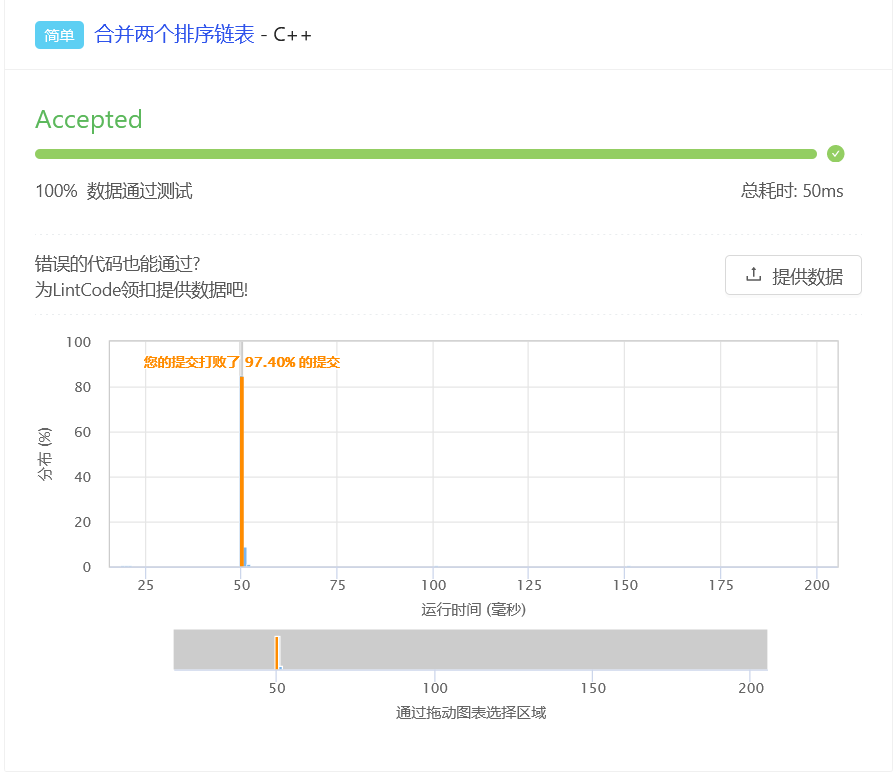 简单 合并两个排序链表 - C++
Accepted
100% 数据通过测试 总耗时: 50ms
错误的代码也能通过?
为LintCode领扣提供数据吧!
提供数据
您的提交打败了 97.40% 的提交
分布 (%)
100
80
60
40
20
0
25 50 75 100 125 150 175 200
运行时间 (毫秒)
50 100 150 200
通过拖动图表选择区域